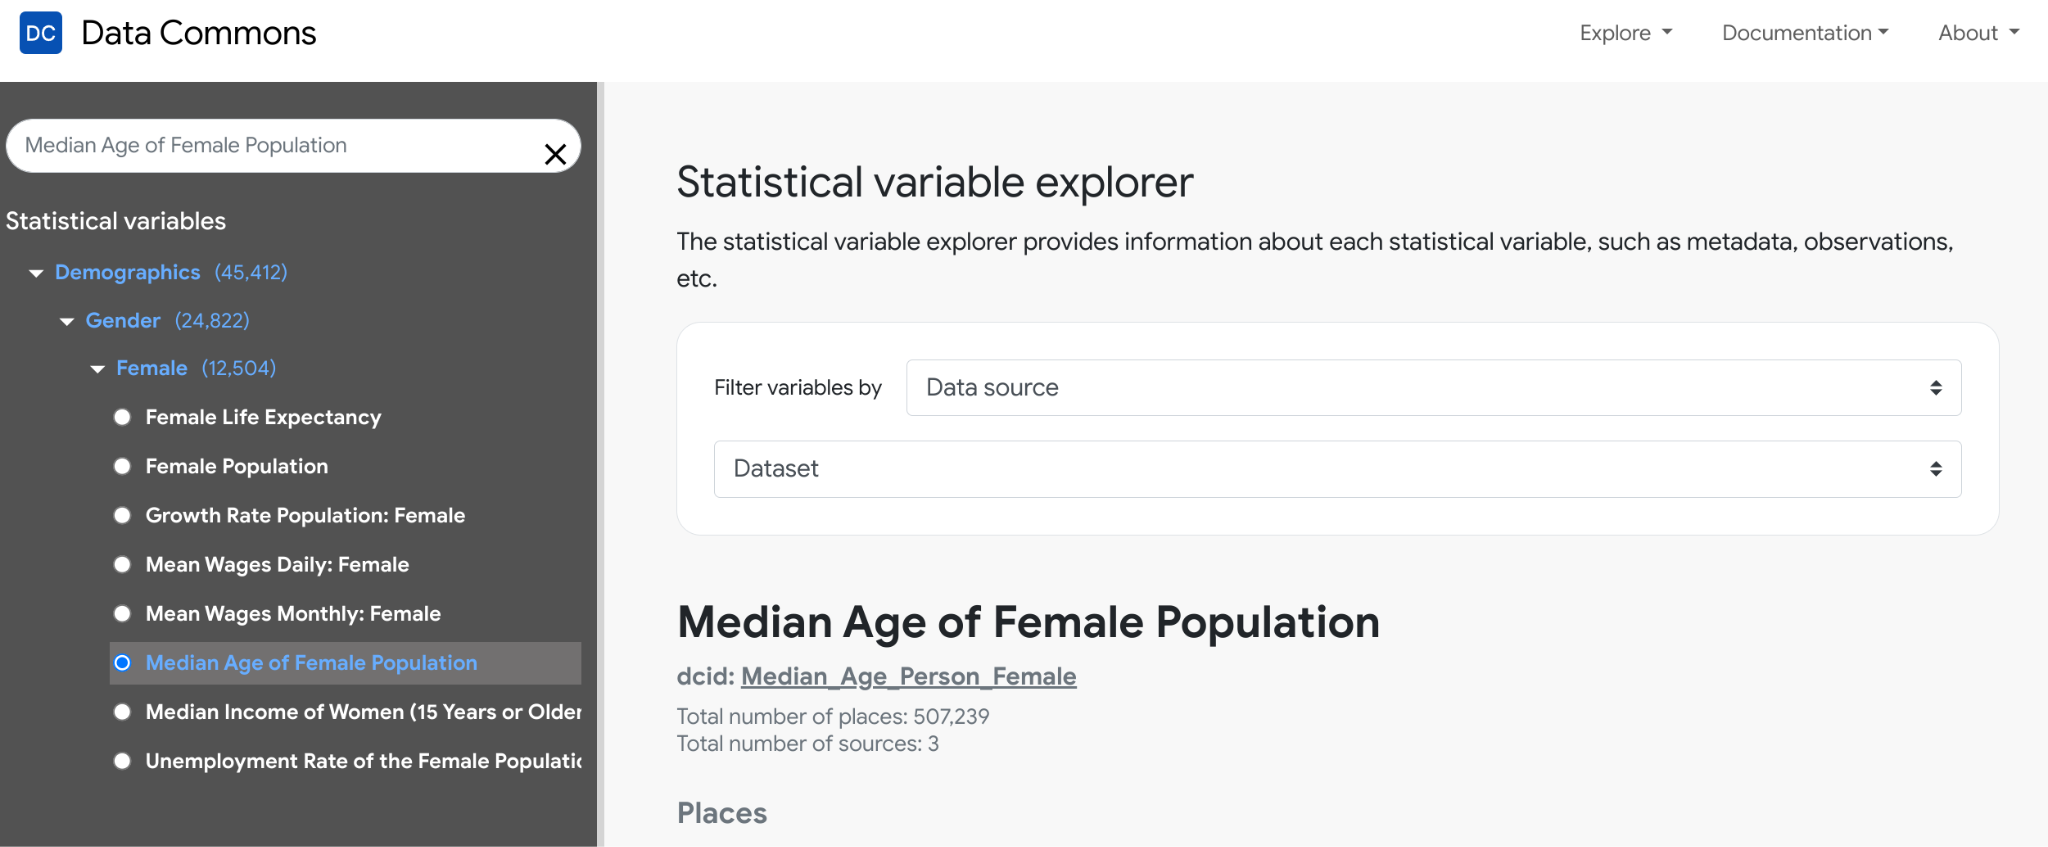 DC Data Commons
Explore
Documentation
About
Median Age of Female Population
Statistical variables
Demographics (45,412)
Gender (24,822)
Female (12,504)
Female Life Expectancy
Female Population
Growth Rate Population: Female
Mean Wages Daily: Female
Mean Wages Monthly: Female
Median Age of Female Population
Median Income of Women (15 Years or Older
Unemployment Rate of the Female Populatio
Statistical variable explorer
The statistical variable explorer provides information about each statistical variable, such as metadata, observations,
etc.
Filter variables by
Data source
Dataset
Median Age of Female Population
dcid: Median_Age_Person_Female
Total number of places: 507,239
Total number of sources: 3
Places